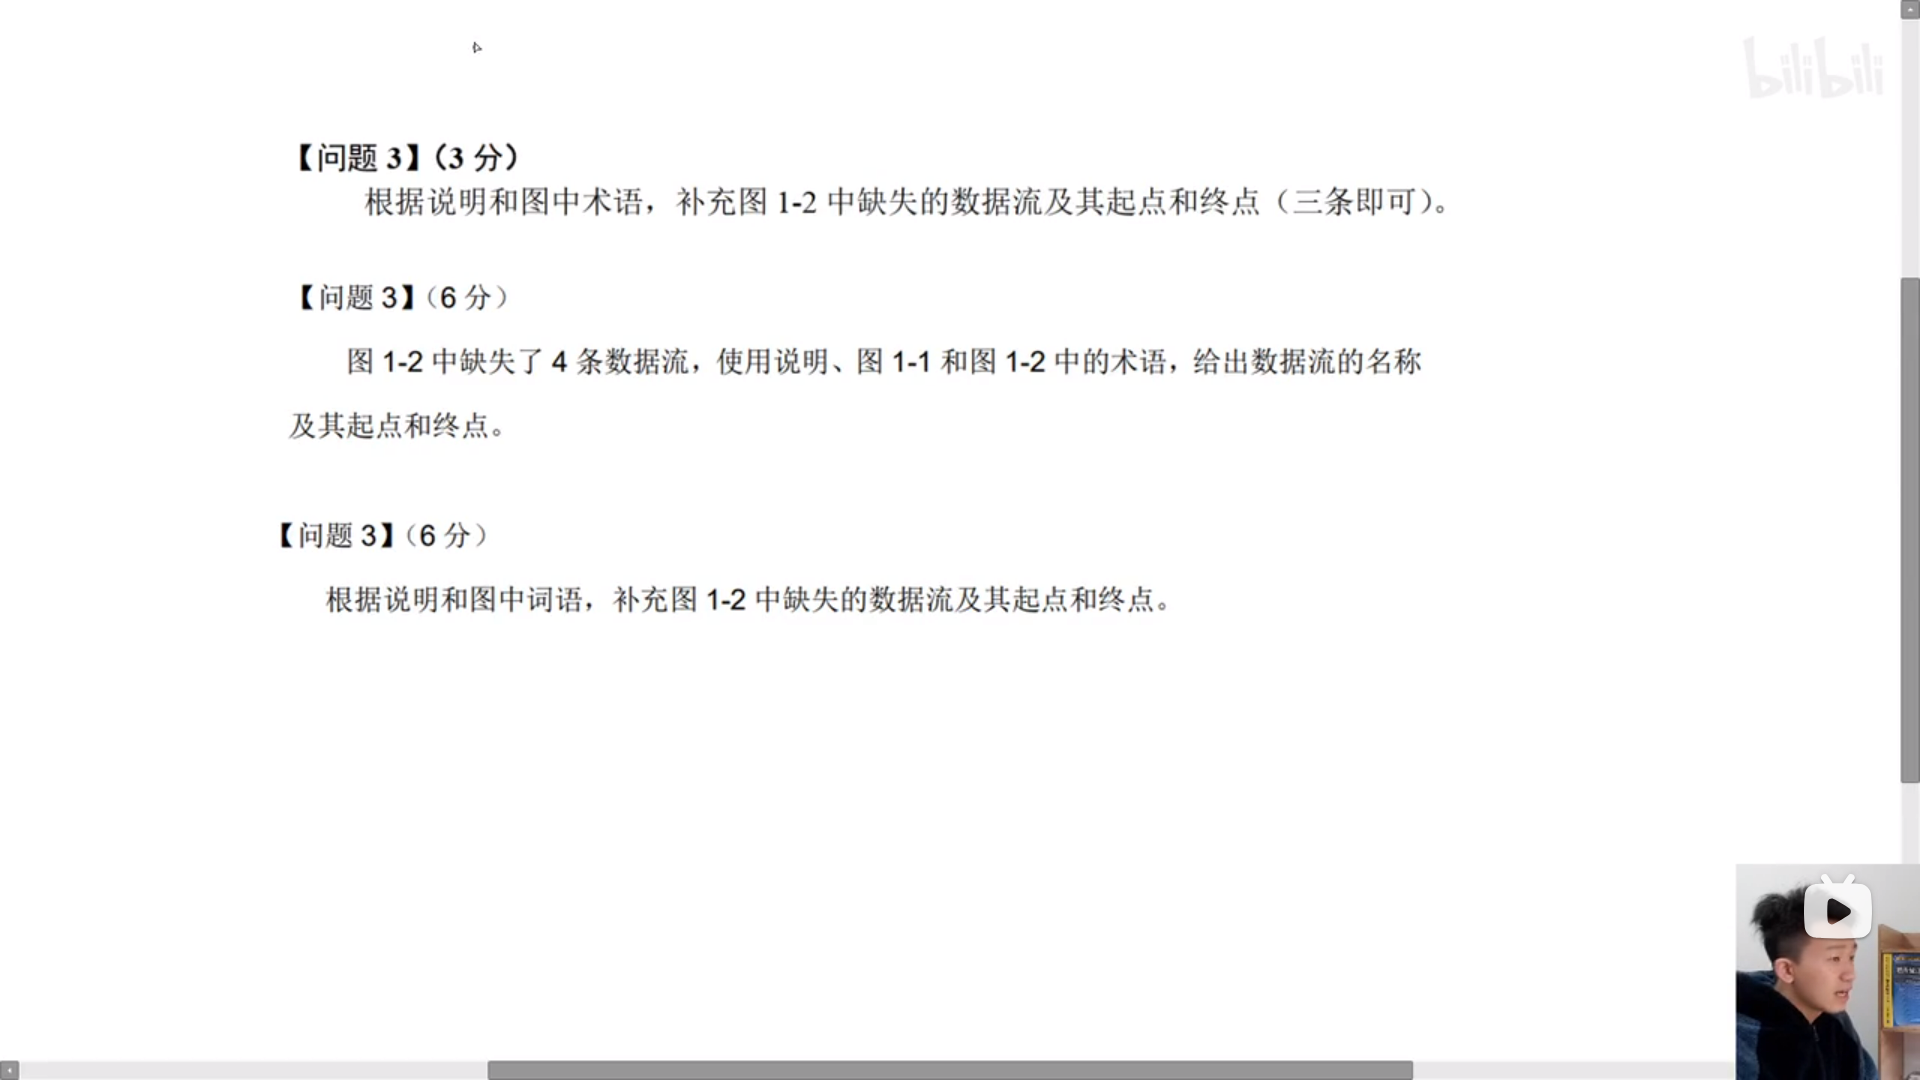 bilibili
【问题 3】（3 分）
根据说明和图中术语，补充图 1-2 中缺失的数据流及其起点和终点（三条即可）。
【问题 3】（6 分）
图 1-2 中缺失了 4 条数据流，使用说明、图 1-1 和图 1-2 中的术语，给出数据流的名称
及其起点和终点。
【问题 3】（6 分）
根据说明和图中词语，补充图 1-2 中缺失的数据流及其起点和终点。